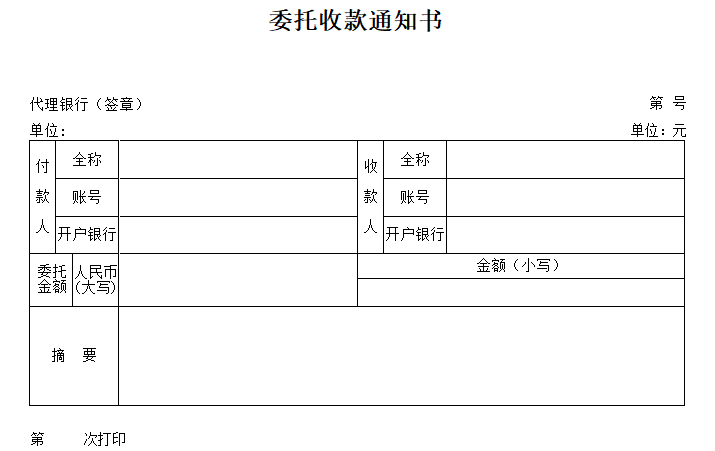 委托收款通知书
代理银行（签章）
第 号
单位：
单位：元
付款人
全称
账号
开户银行
收款人
全称
账号
开户银行
委托金额
人民币(大写)
金额（小写）
摘 要
第 次打印